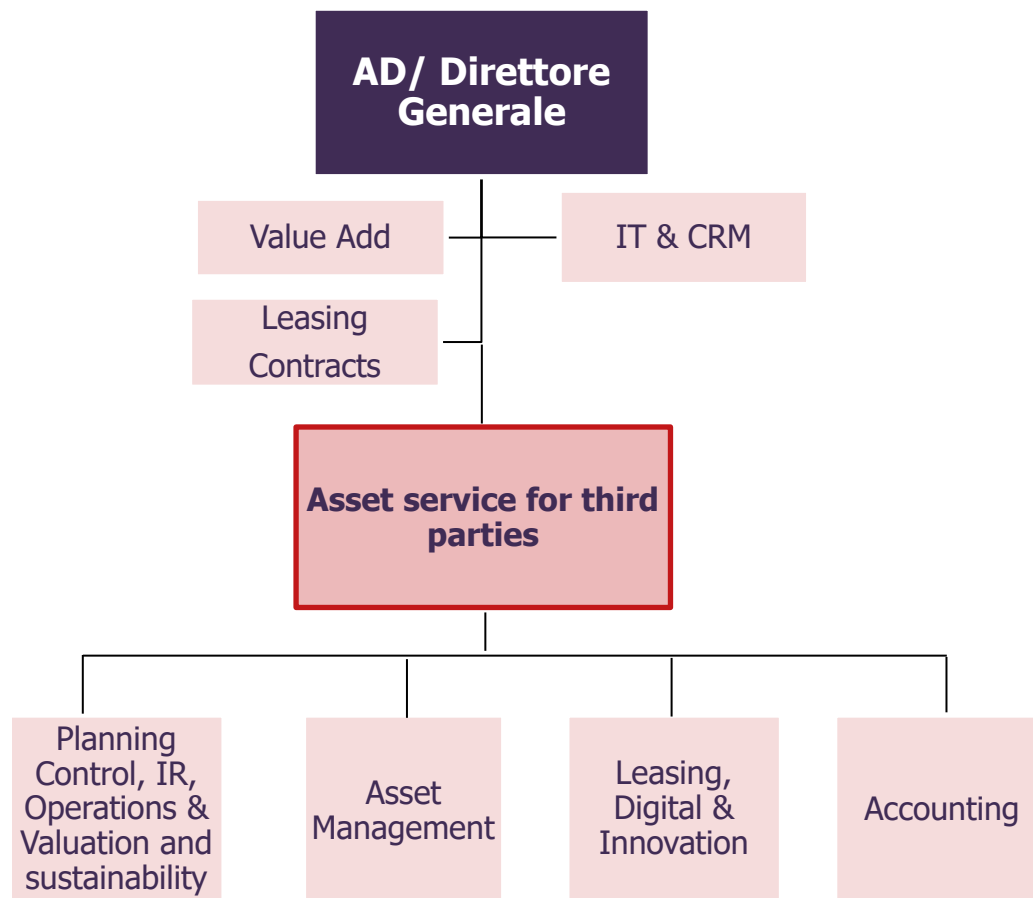 AD/ Direttore
Generale
Value Add
IT & CRM
Leasing
Contracts
Asset service for third
parties
Planning
Control, IR,
Operations &
Valuation and
sustainability
Asset
Management
Leasing,
Digital &
Innovation
Accounting